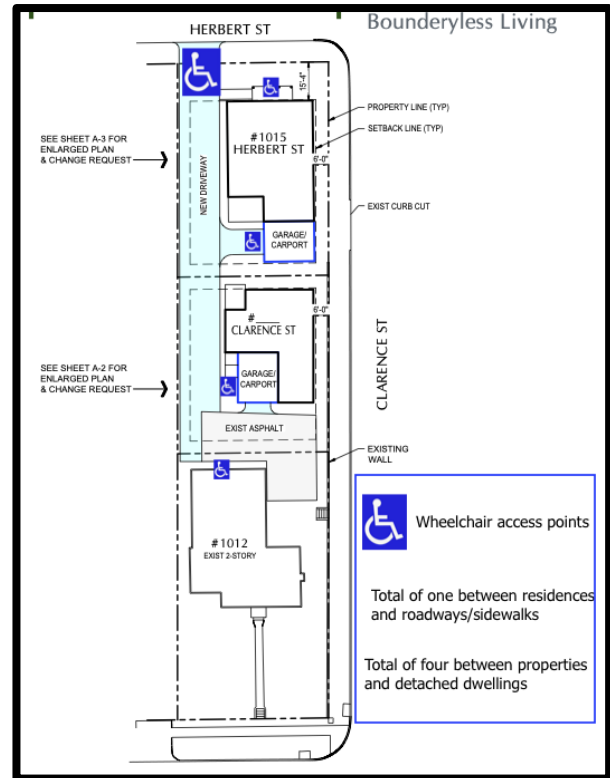 HERBERT ST
Bounderyless Living
15'-4"
PROPERTY LINE (TYP)
SETBACK LINE (TYP)
#1015
HERBERT ST
SEE SHEET A-3 FOR
ENLARGED PLAN
& CHANGE REQUEST
6'-0"
NEW DRIVEWAY
EXIST CURB CUT
GARAGE/
CARPORT
6'-0"
#___
CLARENCE ST
CLARENCE ST
SEE SHEET A-2 FOR
ENLARGED PLAN
& CHANGE REQUEST
GARAGE/
CARPORT
EXIST ASPHALT
EXISTING
WALL
#1012
EXIST 2-STORY
Wheelchair access points
Total of one between residences
and roadways/sidewalks
Total of four between properties
and detached dwellings